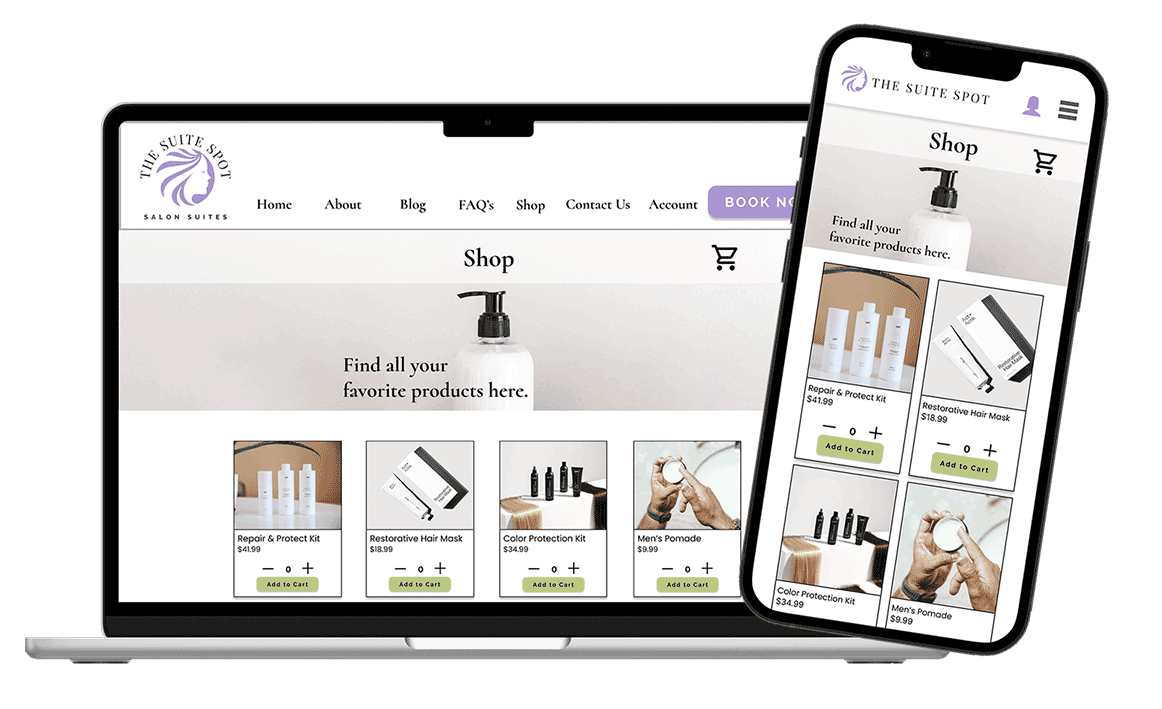 THE SUITE SPOT
SALON SUITES
Home About Blog FAQ's Shop Contact Us Account BOOK NO
Shop
Find all your
favorite products here.
Repair & Protect Kit
$41.99
0
Add to Cart
Restorative Hair Mask
$18.99
0
Add to Cart
Color Protection Kit
$34.99
0
Add to Cart
Men's Pomade
$9.99
0
Add to Cart
THE SUITE SPOT
Shop
Find all your
favorite products here.
Repair & Protect Kit
$41.99
0
Add to Cart
Restorative
Hair Mask
Restorative Hair Mask
$18.99
0
Add to Cart
Color Protection Kit
$34.99
Men's Pomade
$9.99